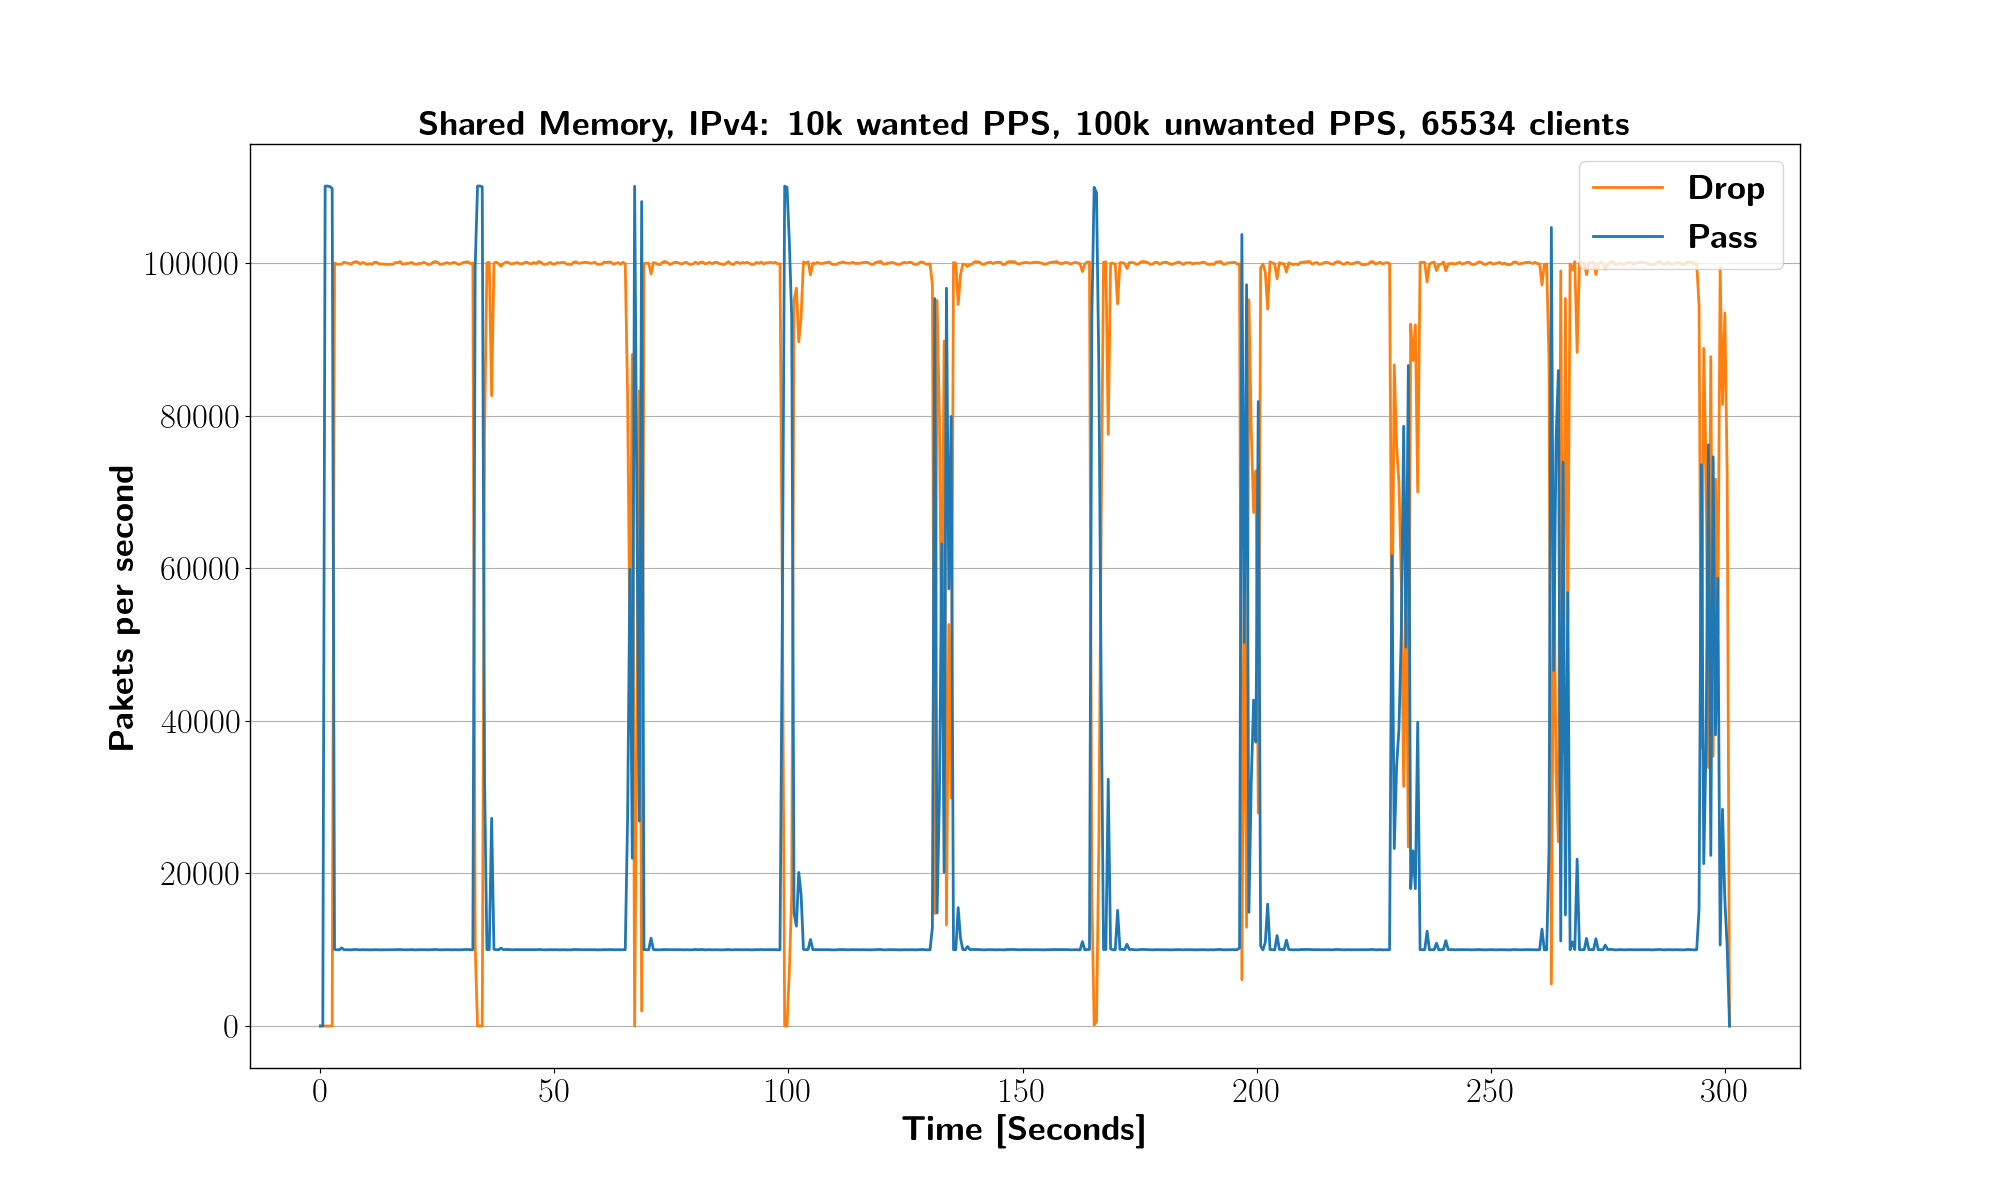 Shared Memory, IPv4: 10k wanted PPS, 100k unwanted PPS, 65534 clients
Drop
Pass
100000
80000
60000
40000
20000
0
Pakets per second
0 50 100 150 200 250 300
Time [Seconds]